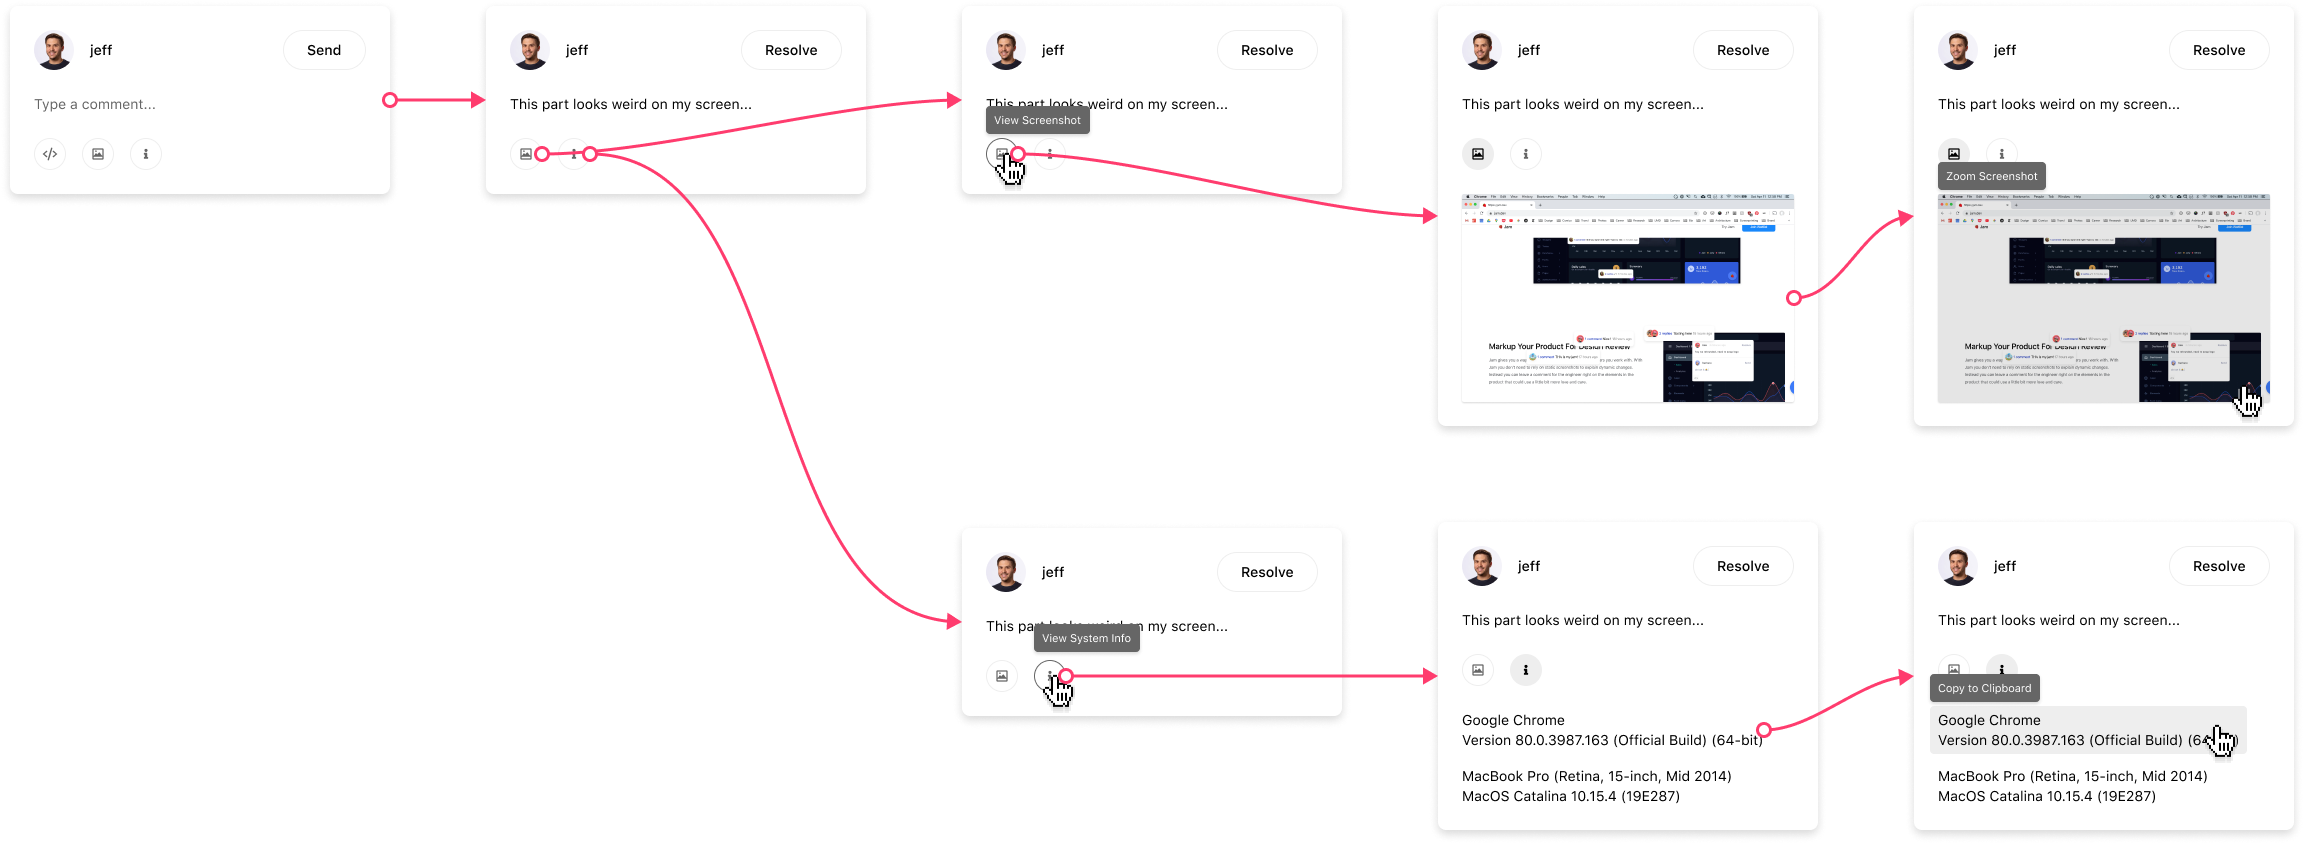 jeff
Send
Type a comment...
jeff
Resolve
This part looks weird on my screen...
jeff
Resolve
This part looks weird on my screen...
View Screenshot
jeff
Resolve
This part looks weird on my screen...
Markup Your Product For Design Review
jeff
Resolve
This part looks weird on my screen...
Zoom Screenshot
Markup Your Product For Design Review
jeff
Resolve
This part looks weird on my screen...
View System Info
jeff
Resolve
This part looks weird on my screen...
Google Chrome
Version 80.0.3987.163 (Official Build) (64-bit)
MacBook Pro (Retina, 15-inch, Mid 2014)
MacOS Catalina 10.15.4 (19E287)
jeff
Resolve
This part looks weird on my screen...
Copy to Clipboard
Google Chrome
Version 80.0.3987.163 (Official Build)
MacBook Pro (Retina, 15-inch, Mid 2014)
MacOS Catalina 10.15.4 (19E287)